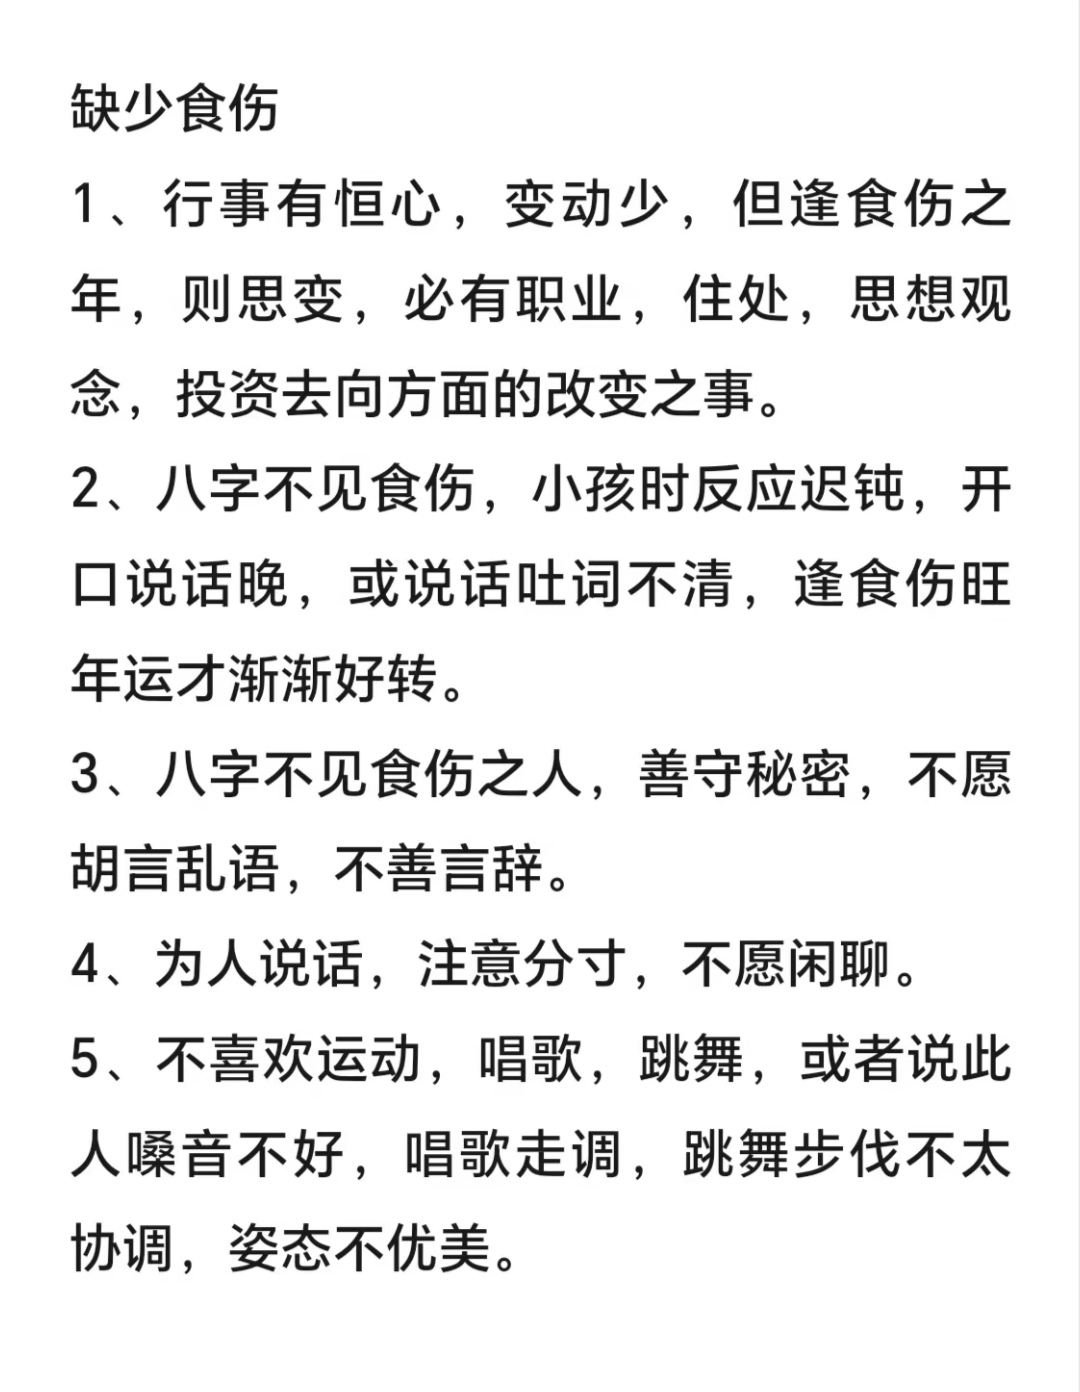 缺少食伤
1、行事有恒心，变动少，但逢食伤之
年，则思变，必有职业，住处，思想观
念，投资去向方面的改变之事。
2、八字不见食伤，小孩时反应迟钝，开
口说话晚，或说话吐词不清，逢食伤旺
年运才渐渐好转。
3、八字不见食伤之人，善守秘密，不愿
胡言乱语，不善言辞。
4、为人说话，注意分寸，不愿闲聊。
5、不喜欢运动，唱歌，跳舞，或者说此
人嗓音不好，唱歌走调，跳舞步伐不太
协调，姿态不优美。